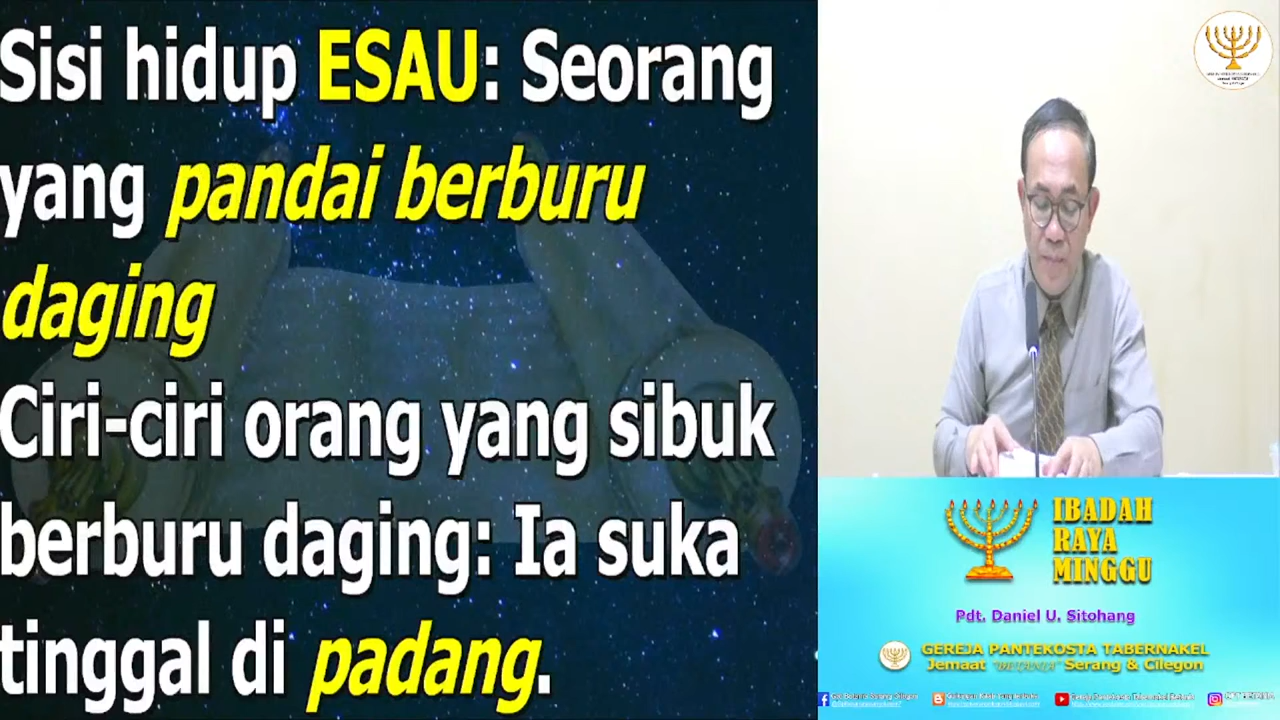 Sisi hidup ESAU: Seorang
yang pandai berburu
daging
Ciri-ciri orang yang sibuk
berburu daging: Ia suka
tinggal di padang.
IBADAH
RAYA
MINGGU
Pdt. Daniel U. Sitohang
GEREJA PANTEKOSTA TABERNAKEL
Jemaat "BETANIA" Serang & Cilegon